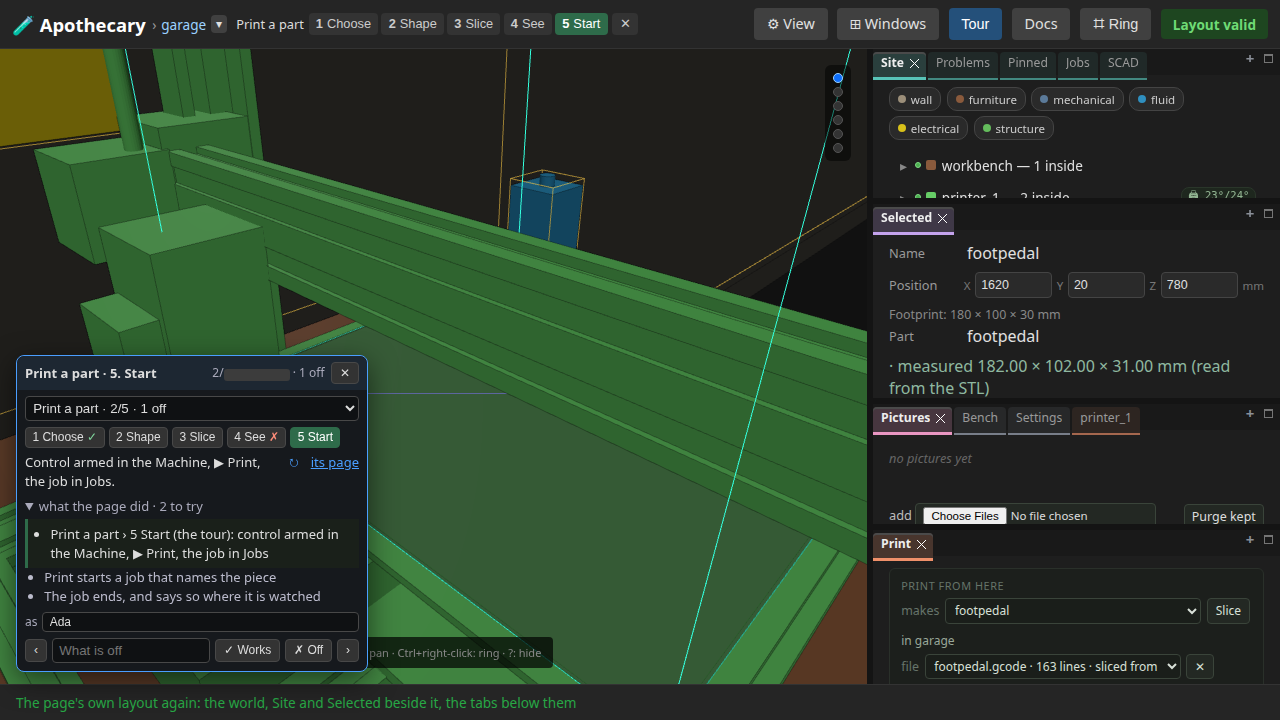 Apothecary › garage ▾ Print a part 1 Choose 2 Shape 3 Slice 4 See 5 Start ✕ ⚙ View ⊞ Windows Tour Docs ⌗ Ring Layout valid
Site Problems Pinned Jobs SCAD
wall furniture mechanical fluid
electrical structure
▸ workbench — 1 inside
▸ printer_1 — 2 inside 23°/24°
Selected
Name footpedal
Position X 1620 Y 20 Z 780 mm
Footprint: 180 × 100 × 30 mm
Part footpedal
· measured 182.00 × 102.00 × 31.00 mm (read
from the STL)
Pictures Bench Settings printer_1
no pictures yet
add Choose Files No file chosen Purge kept
Print
PRINT FROM HERE
makes footpedal Slice
in garage
file footpedal.gcode · 163 lines · sliced from ✕
Print a part · 5. Start 2/ · 1 off ✕
Print a part · 2/5 · 1 off
1 Choose ✓ 2 Shape 3 Slice 4 See ✗ 5 Start
Control armed in the Machine, ▶ Print, ↻ its page
the job in Jobs.
▼ what the page did · 2 to try
• Print a part › 5 Start (the tour): control armed in
the Machine, ▶ Print, the job in Jobs
• Print starts a job that names the piece
• The job ends, and says so where it is watched
as Ada
‹ What is off ✓ Works ✗ Off ›
pan · Ctrl+right-click: ring · ?: hide
The page's own layout again: the world, Site and Selected beside it, the tabs below them